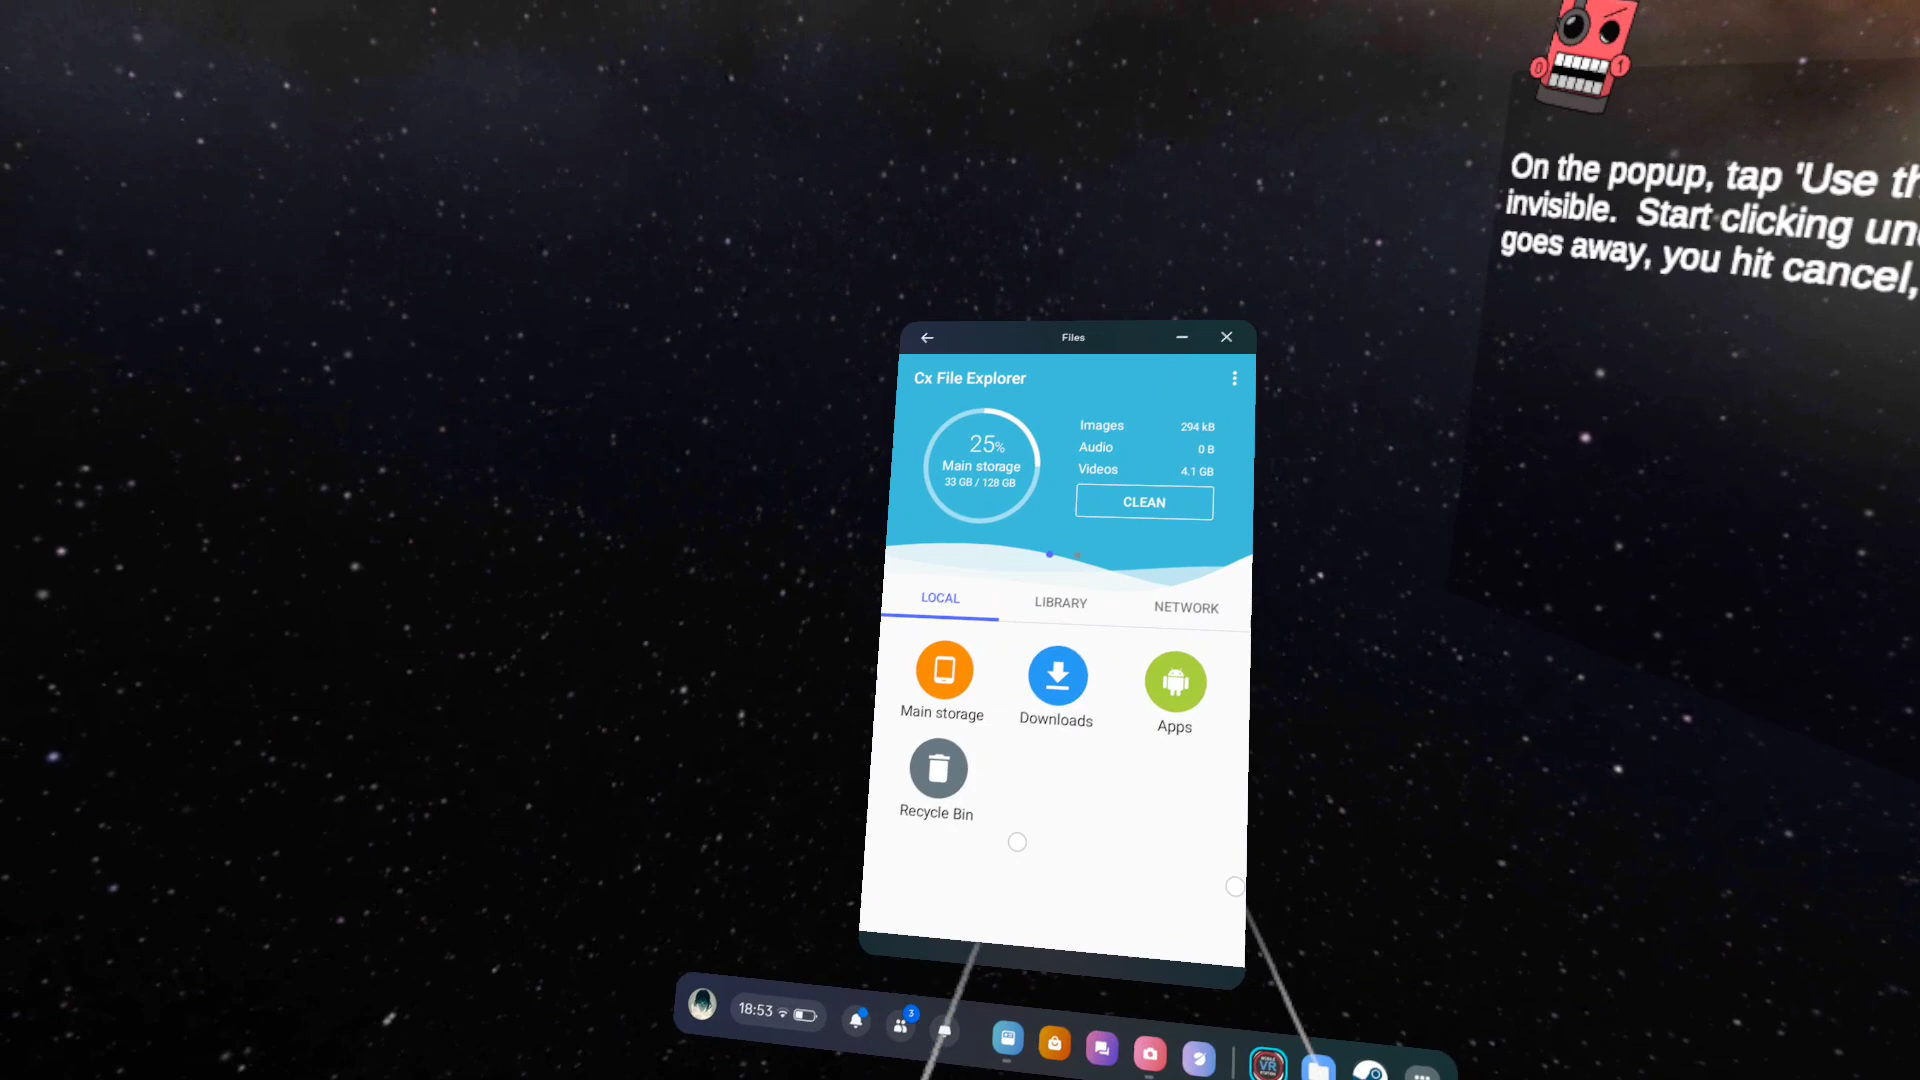 On the popup, tap 'Use th
invisible. Start clicking un
goes away, you hit cancel,
Files
Cx File Explorer
25%
Main storage
33 GB / 128 GB
Images 294 kB
Audio 0 B
Videos 4.1 GB
CLEAN
LOCAL LIBRARY NETWORK
Main storage Downloads Apps
Recycle Bin
18:53
3
VR